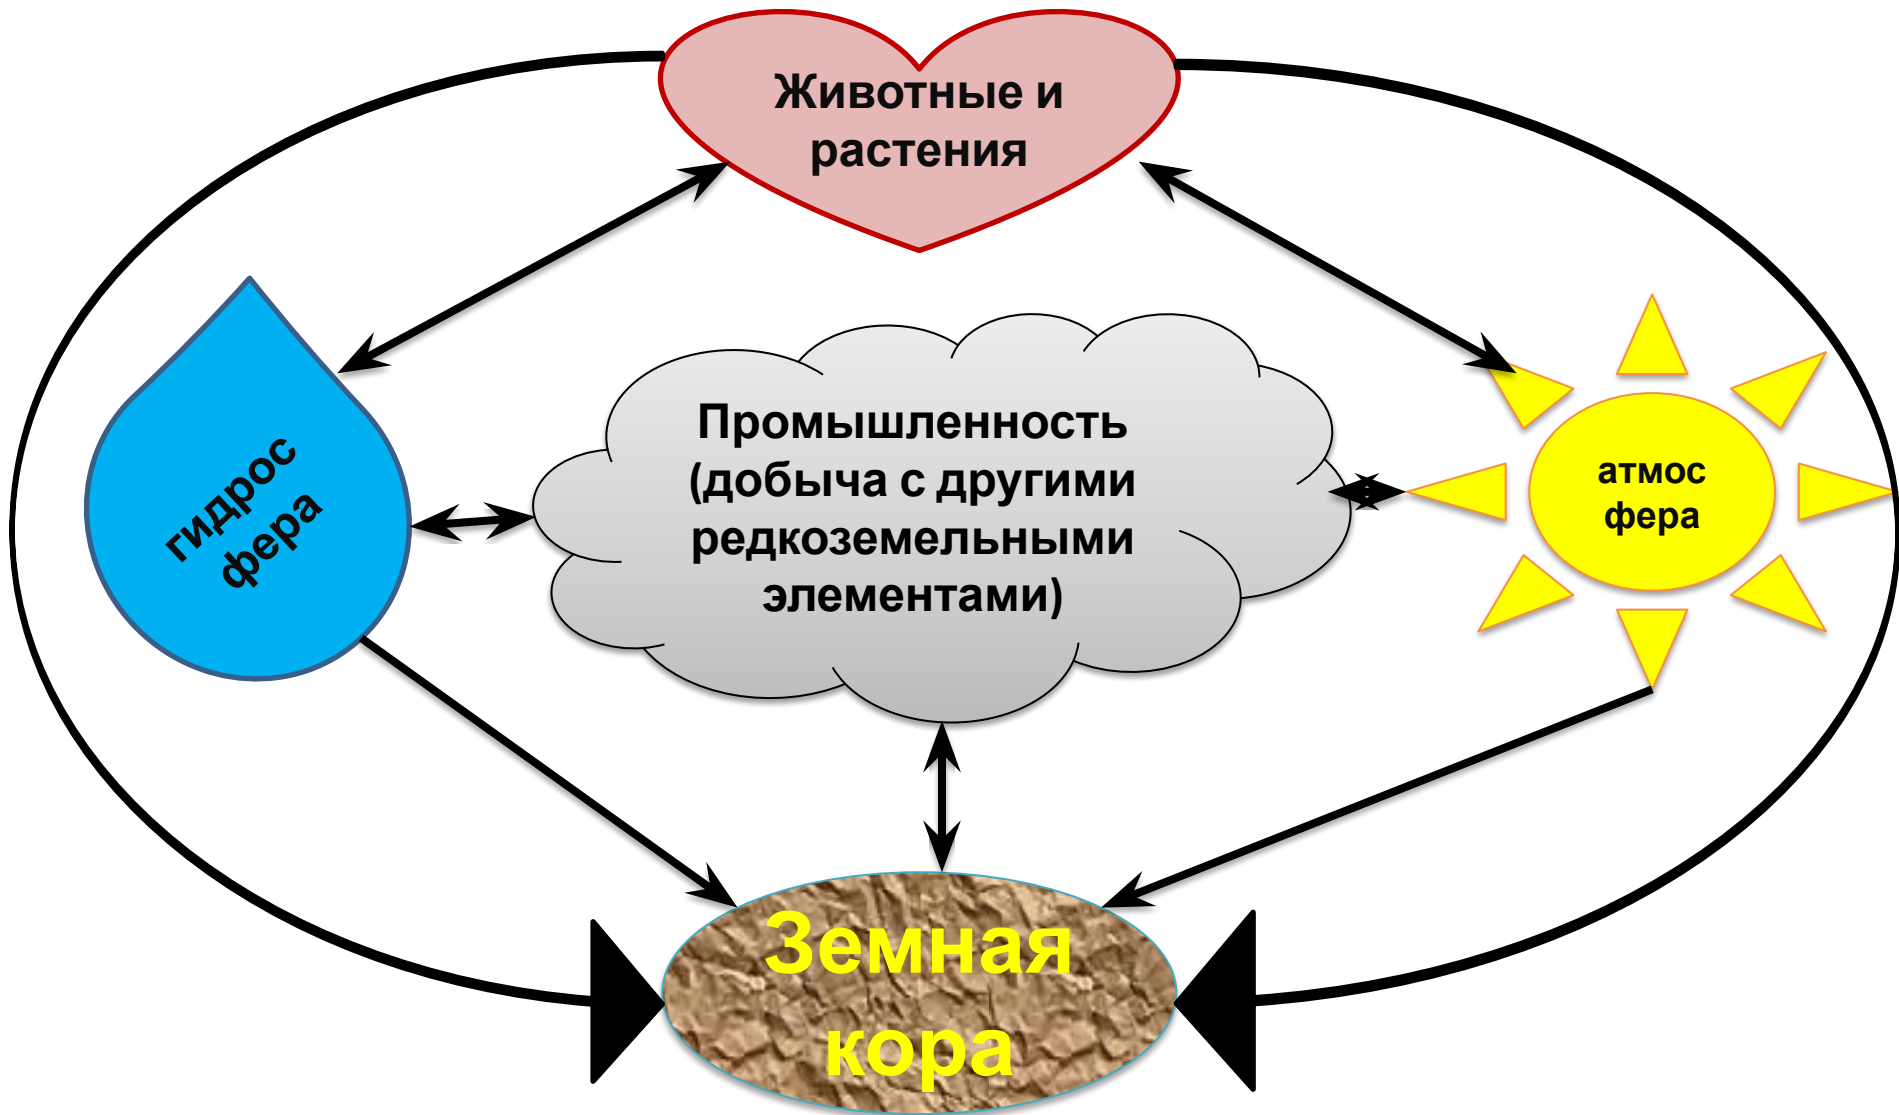 Животные и
растения
гидрос
фера
Промышленность
(добыча с другими
редкоземельными
элементами)
атмос
фера
Земная
кора